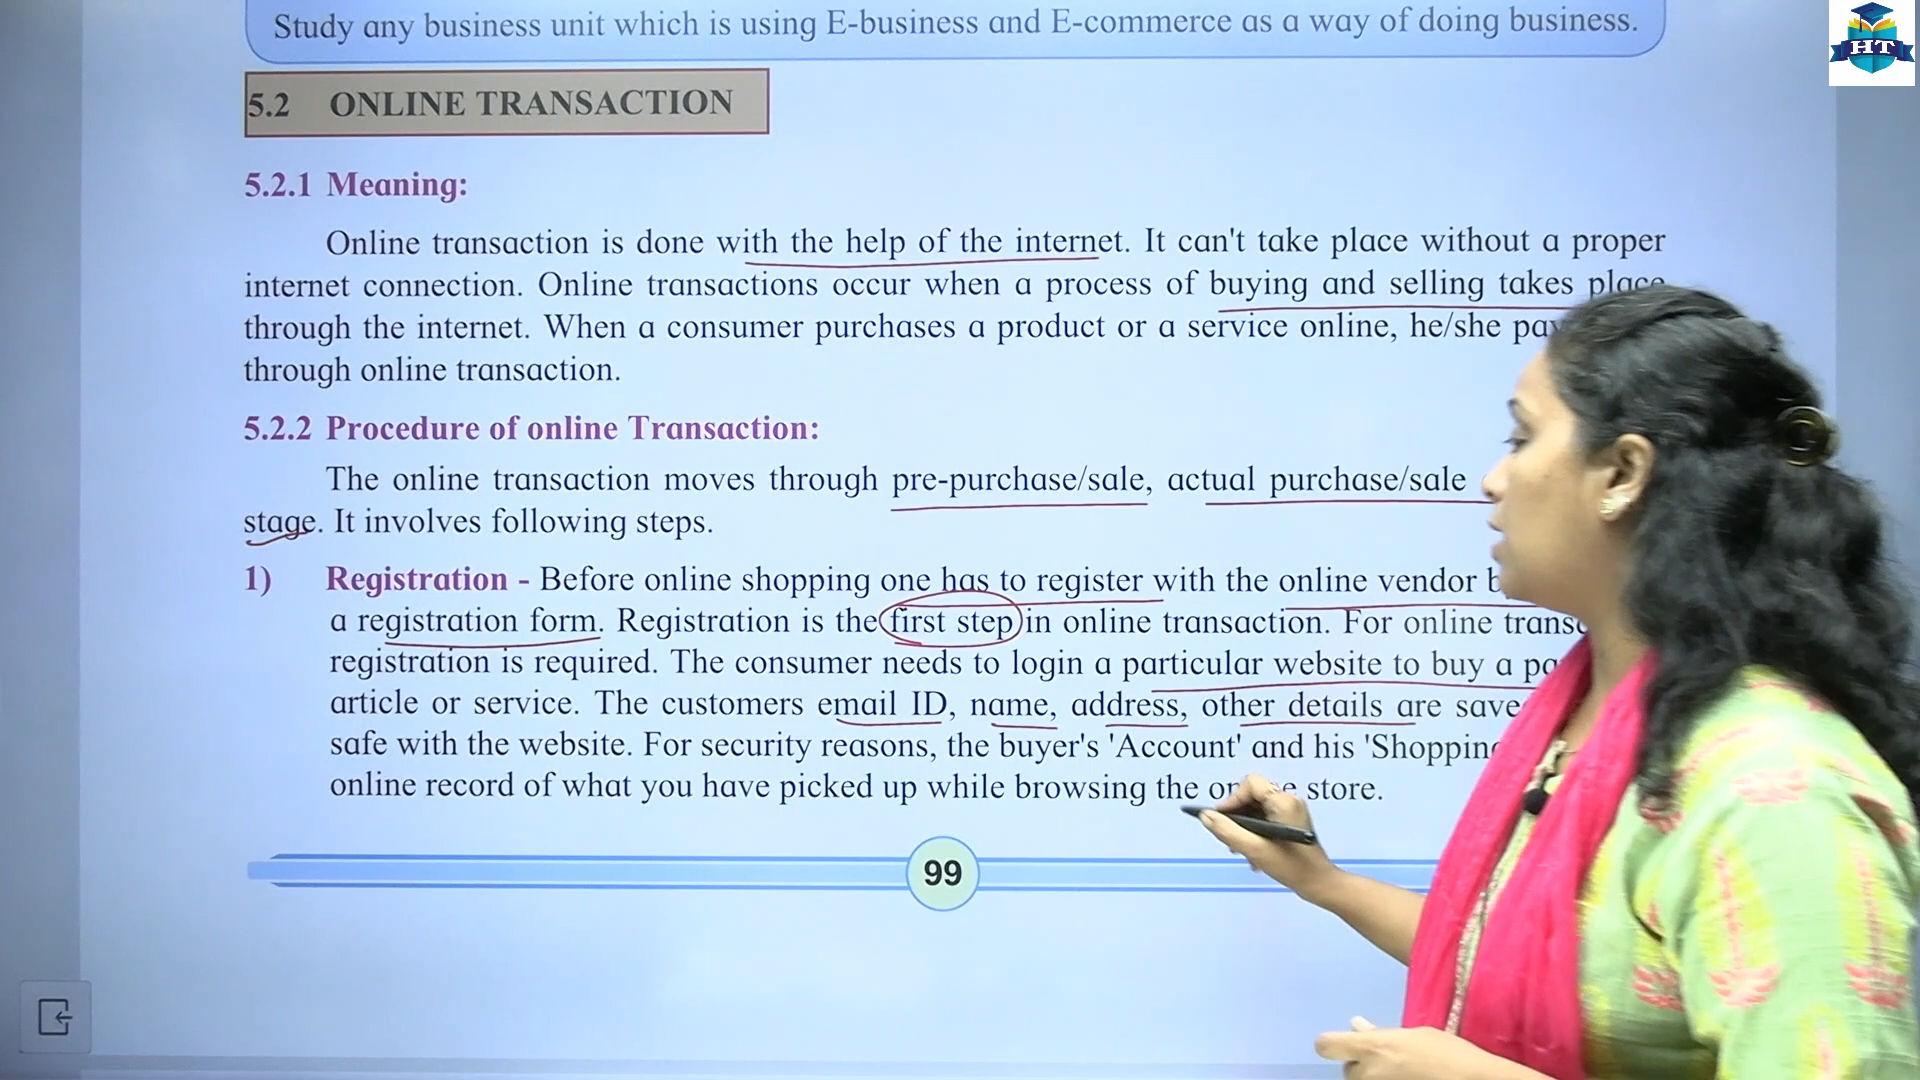 Study any business unit which is using E-business and E-commerce as a way of doing business.
HT
5.2 ONLINE TRANSACTION
5.2.1 Meaning:
Online transaction is done with the help of the internet. It can't take place without a proper
internet connection. Online transactions occur when a process of buying and selling takes place
through the internet. When a consumer purchases a product or a service online, he/she
through online transaction.
5.2.2 Procedure of online Transaction:
The online transaction moves through pre-purchase/sale, actual purchase/sale
stage. It involves following steps.
1) Registration - Before online shopping one has to register with the online vendor
a registration form. Registration is the first step in online transaction. For online
registration is required. The consumer needs to login a particular website to buy a
article or service. The customers email ID, name, address, other details are
safe with the website. For security reasons, the buyer's 'Account' and his
online record of what you have picked up while browsing the store.
99